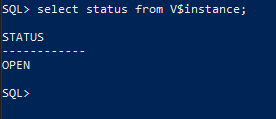 SQL> select status from V$instance;
STATUS
------------
OPEN
SQL>